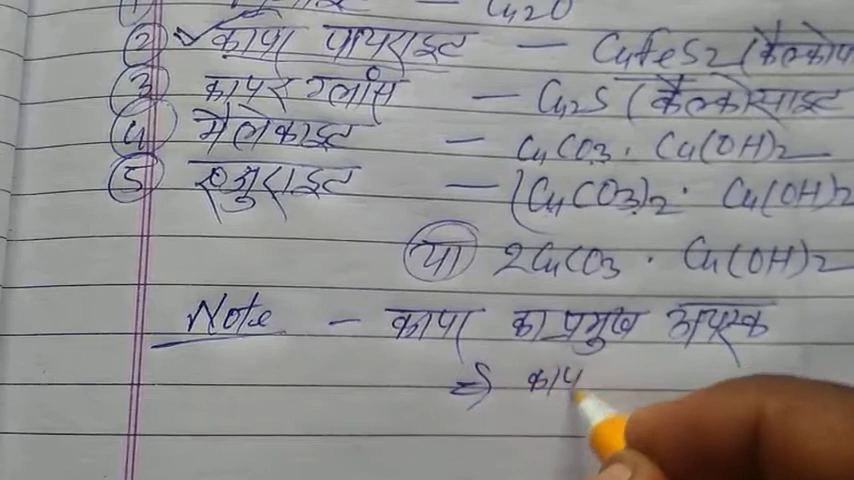 ① – Cu2O
② ✓ कापर पायराइट – CuFeS2 (कैल्कोप
③ कापर ग्लांस – Cu2S (कैल्कोसाइट
④ मैलेकाइट – CuCO3 · Cu(OH)2
⑤ एजुराइट – (CuCO3)2 · Cu(OH)2
या 2CuCO3 · Cu(OH)2
Note – कापर का प्रमुख अयस्क
⇒ काप